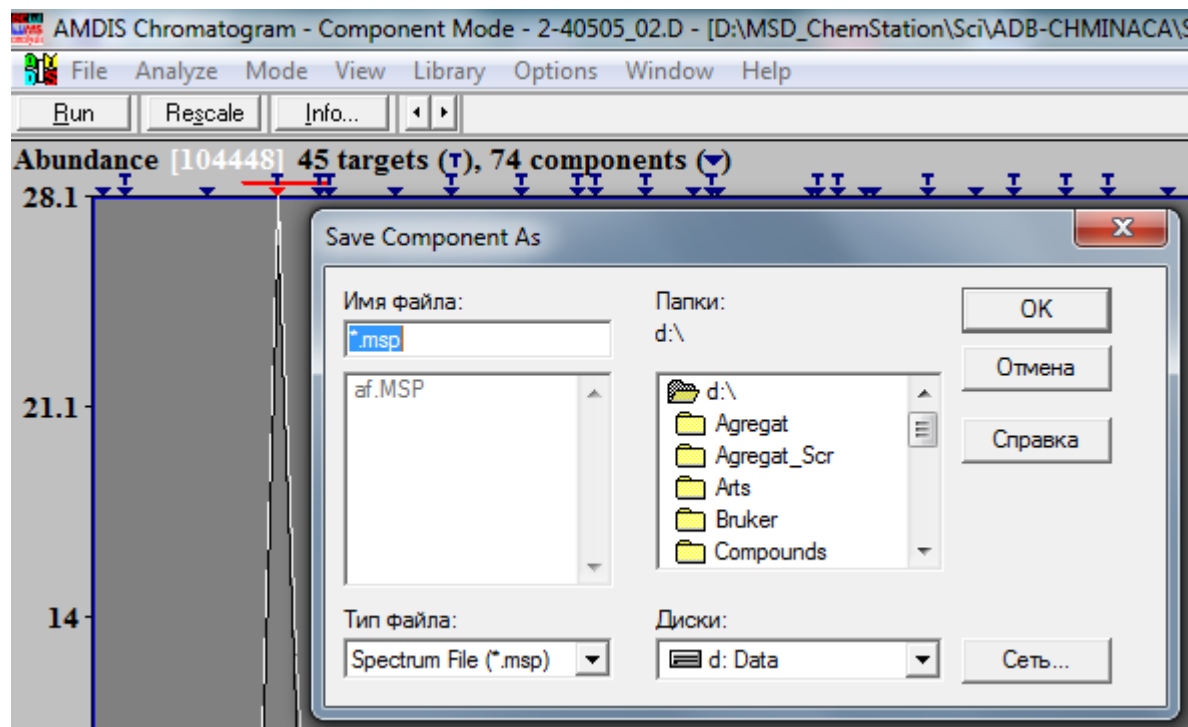 AMDIS Chromatogram - Component Mode - 2-40505_02.D - [D:\MSD_ChemStation\Sci\ADB-CHMINACA\S
File Analyze Mode View Library Options Window Help
Run Rescale Info...
Abundance [104448] 45 targets (T), 74 components (▼)
28.1
Save Component As
Имя файла: Папки:
*.msp d:\ OK
af.MSP d:\ Отмена
Agregat
21.1
Agregat_Scr Справка
Arts
Bruker
Compounds
14
Тип файла: Диски:
Spectrum File (*.msp) d: Data Сеть...